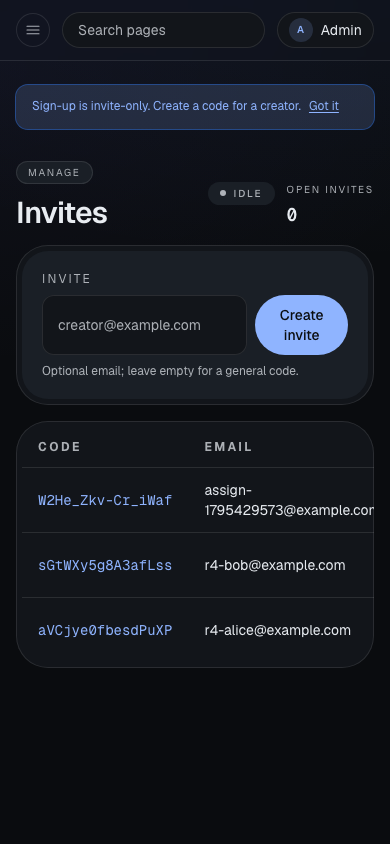 Search pages
A
Admin
Sign-up is invite-only. Create a code for a creator. Got it
MANAGE
Invites
IDLE
OPEN INVITES
0
INVITE
creator@example.com
Create
invite
Optional email; leave empty for a general code.
CODE EMAIL
W2He_Zkv-Cr_iWaf
assign-
1795429573@example.com
sGtWXy5g8A3afLss r4-bob@example.com
aVCjye0fbesdPuXP r4-alice@example.com